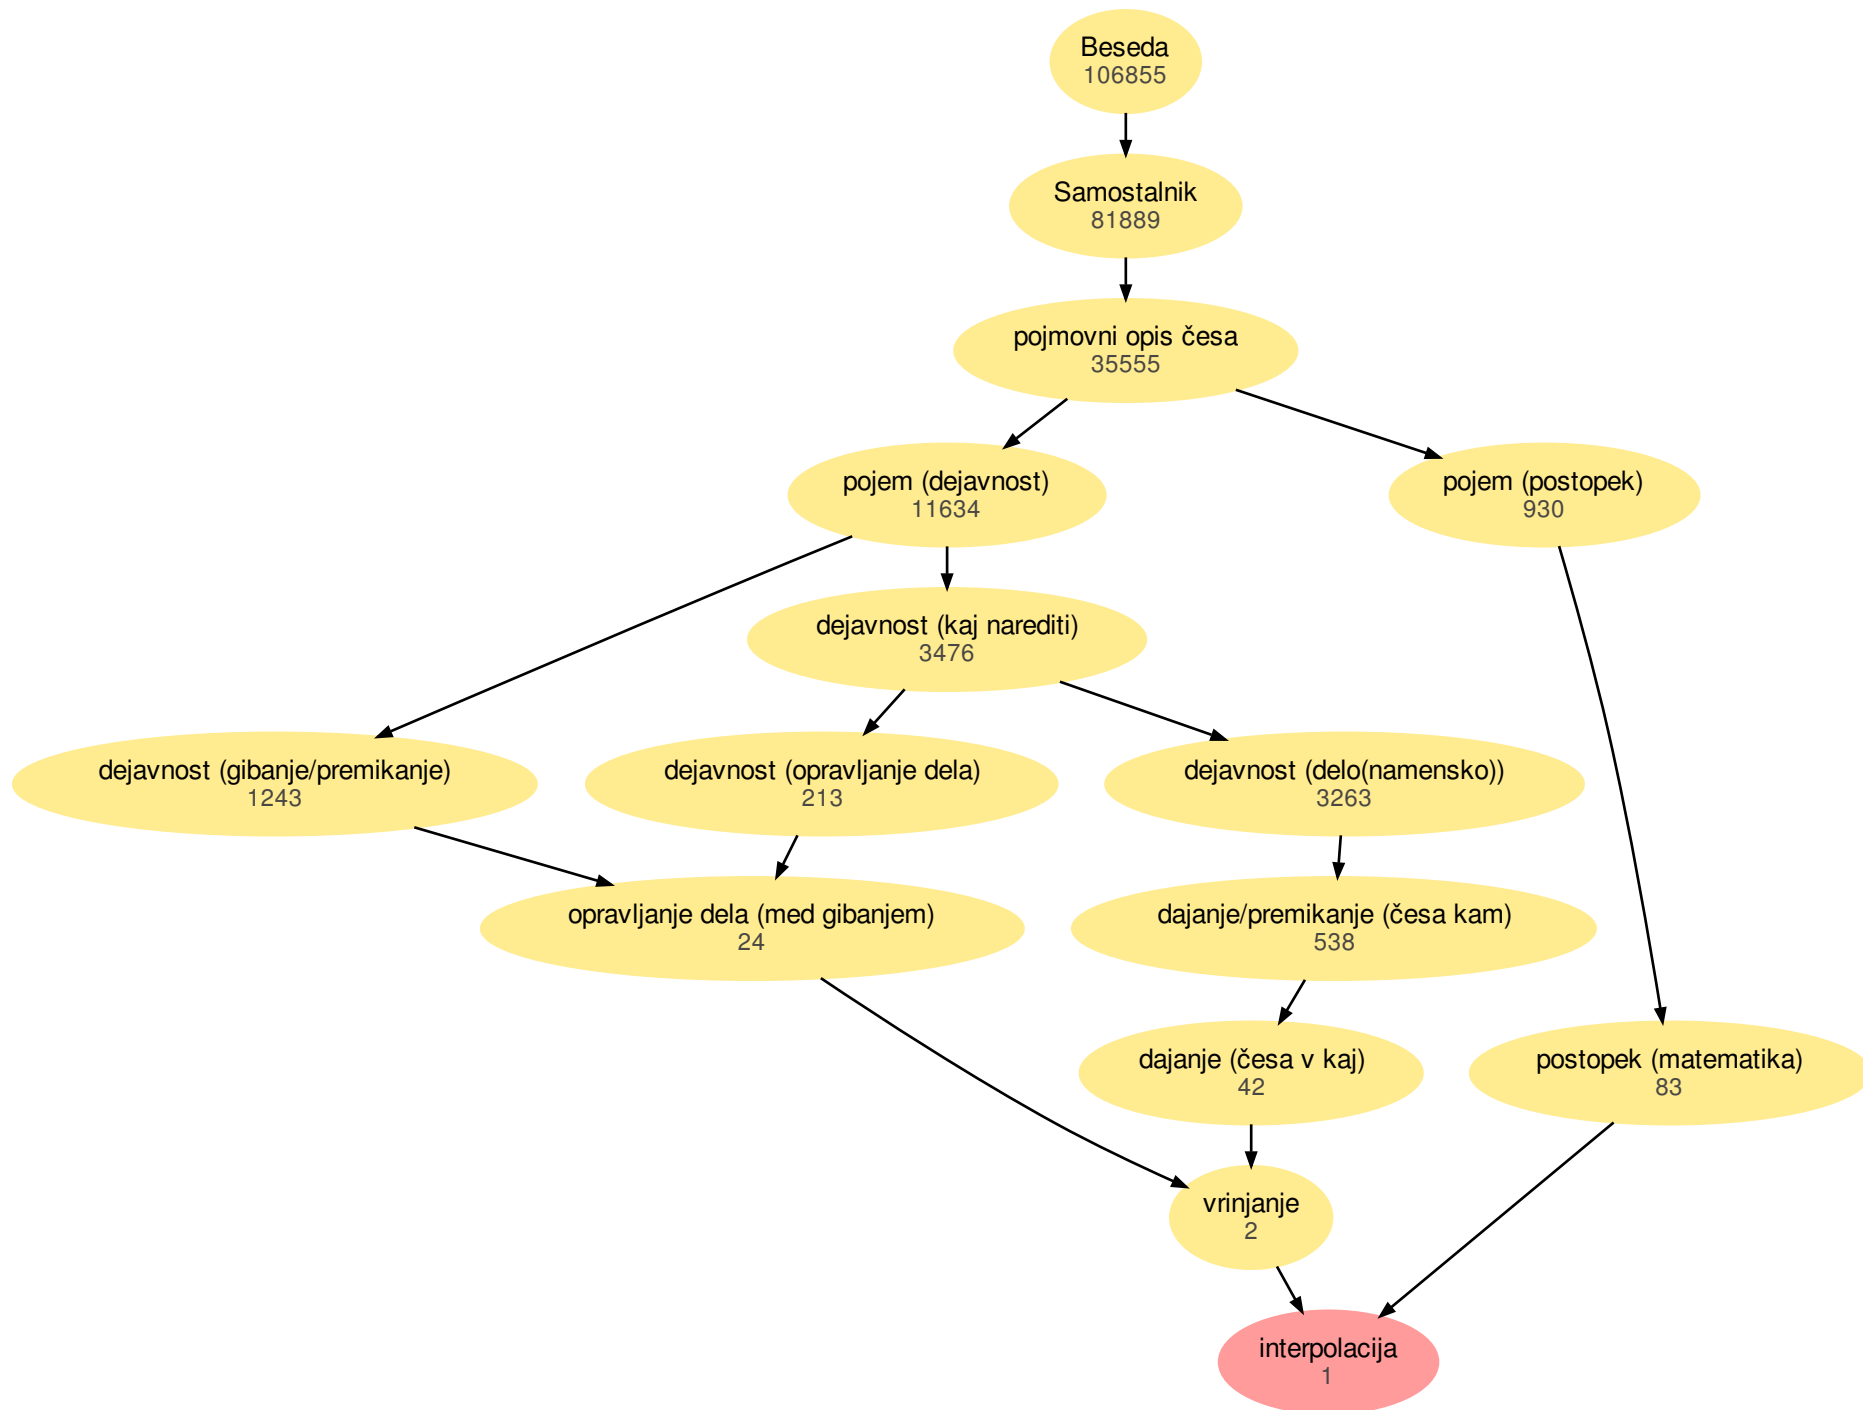 Beseda
106855
Samostalnik
81889
pojmovni opis česa
35555
pojem (dejavnost)
11634
pojem (postopek)
930
dejavnost (kaj narediti)
3476
dejavnost (gibanje/premikanje)
1243
dejavnost (opravljanje dela)
213
dejavnost (delo(namensko))
3263
opravljanje dela (med gibanjem)
24
dajanje/premikanje (česa kam)
538
dajanje (česa v kaj)
42
postopek (matematika)
83
vrinjanje
2
interpolacija
1